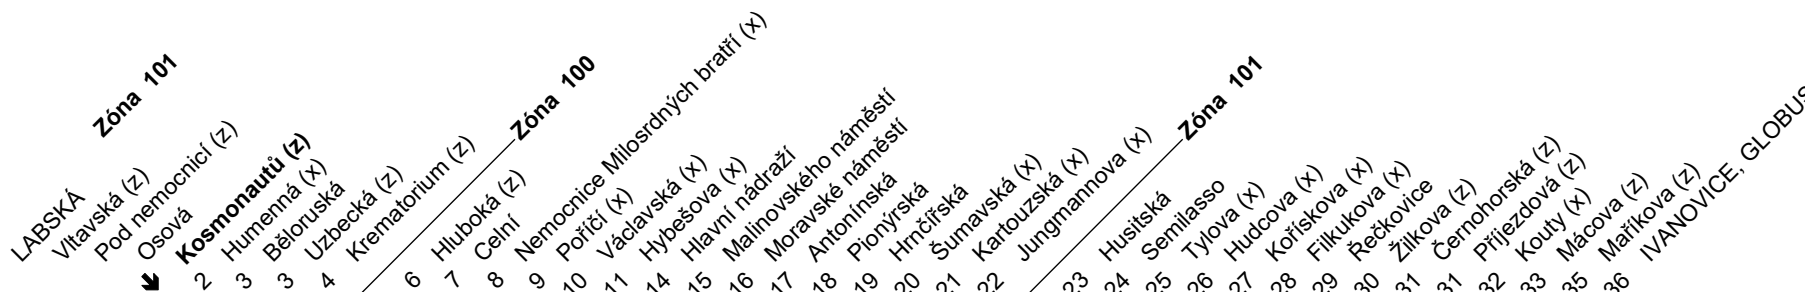 Zóna 101
LABSKÁ
Vltavská (z)
Pod nemocnicí (z)
Osová
🡻 Kosmonautů (z)
2 Humenná (x)
3 Běloruská
3 Uzbecká (z)
4 Krematorium (z)
Zóna 100
6 Hluboká (z)
7 Celní
8 Nemocnice Milosrdných bratří (x)
9 Poříčí (x)
10 Václavská (x)
11 Hybešova (x)
14 Hlavní nádraží
15 Malinovského náměstí
16 Moravské náměstí
17 Antonínská
18 Pionýrská
19 Hrnčířská
20 Šumavská (x)
21 Kartouzská (x)
22 Jungmannova (x)
Zóna 101
23 Husitská
24 Semilasso
25 Tylova (x)
26 Hudcova (x)
27 Kořískova (x)
28 Filkukova (x)
29 Řečkovice
30 Žilkova (z)
31 Černohorská (z)
31 Příjezdová (z)
32 Kouty (x)
33 Mácova (z)
35 Maříkova (z)
36 IVANOVICE, GLOBUS